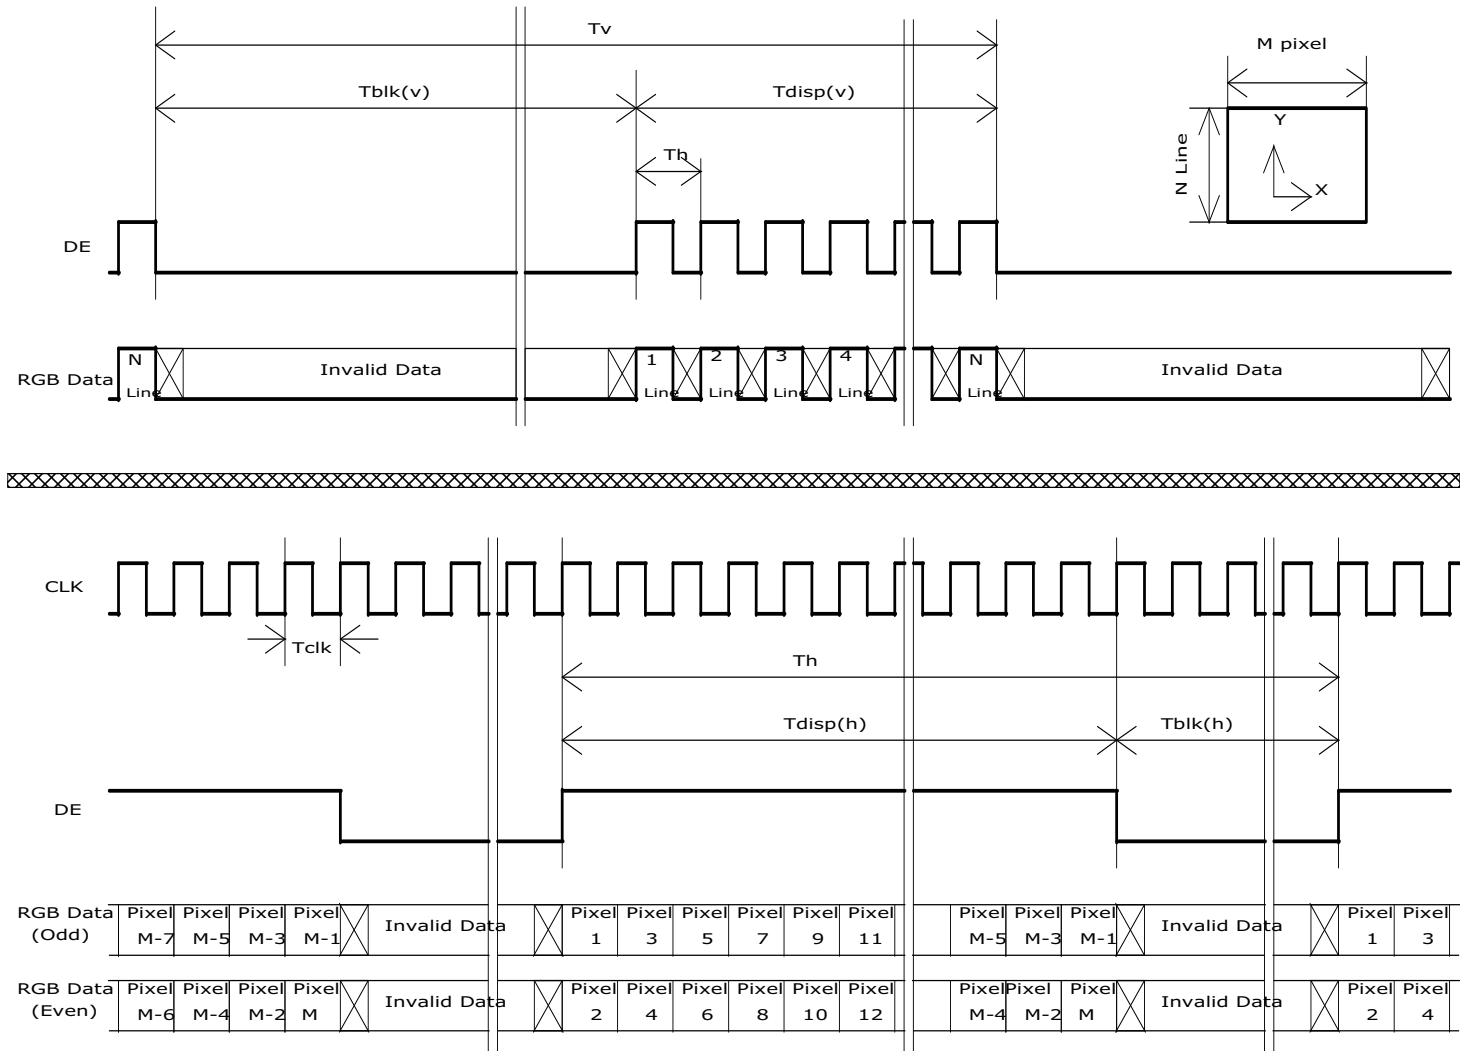 Tv
M pixel
Tblk(v)
Tdisp(v)
Y
Th
N Line
X
DE
N
1
2
3
4
N
Invalid Data
Invalid Data
RGB Data
Line
Line
Line
Line
Line
Line
CLK
Tclk
Th
Tdisp(h)
Tblk(h)
DE
RGB Data Pixel Pixel Pixel Pixel Invalid Data Pixel Pixel Pixel Pixel Pixel Pixel Pixel Pixel Pixel Invalid Data Pixel Pixel
(Odd) M-7 M-5 M-3 M-1 1 3 5 7 9 11 M-5 M-3 M-1 1 3
RGB Data Pixel Pixel Pixel Pixel Invalid Data Pixel Pixel Pixel Pixel Pixel Pixel Pixel Pixel Pixel Invalid Data Pixel Pixel
(Even) M-6 M-4 M-2 M 2 4 6 8 10 12 M-4 M-2 M 2 4